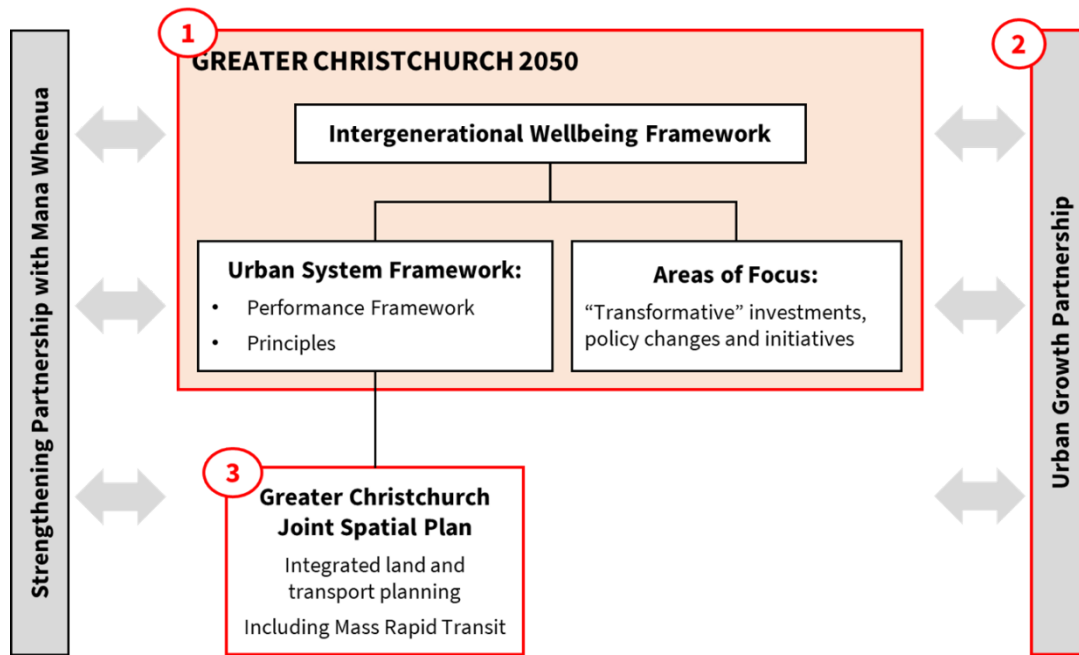 1
GREATER CHRISTCHURCH 2050
2
Intergenerational Wellbeing Framework
Strengthening Partnership with Mana Whenua
Urban System Framework:
• Performance Framework
• Principles
Areas of Focus:
“Transformative” investments,
policy changes and initiatives
Urban Growth Partnership
3
Greater Christchurch
Joint Spatial Plan
Integrated land and
transport planning
Including Mass Rapid Transit